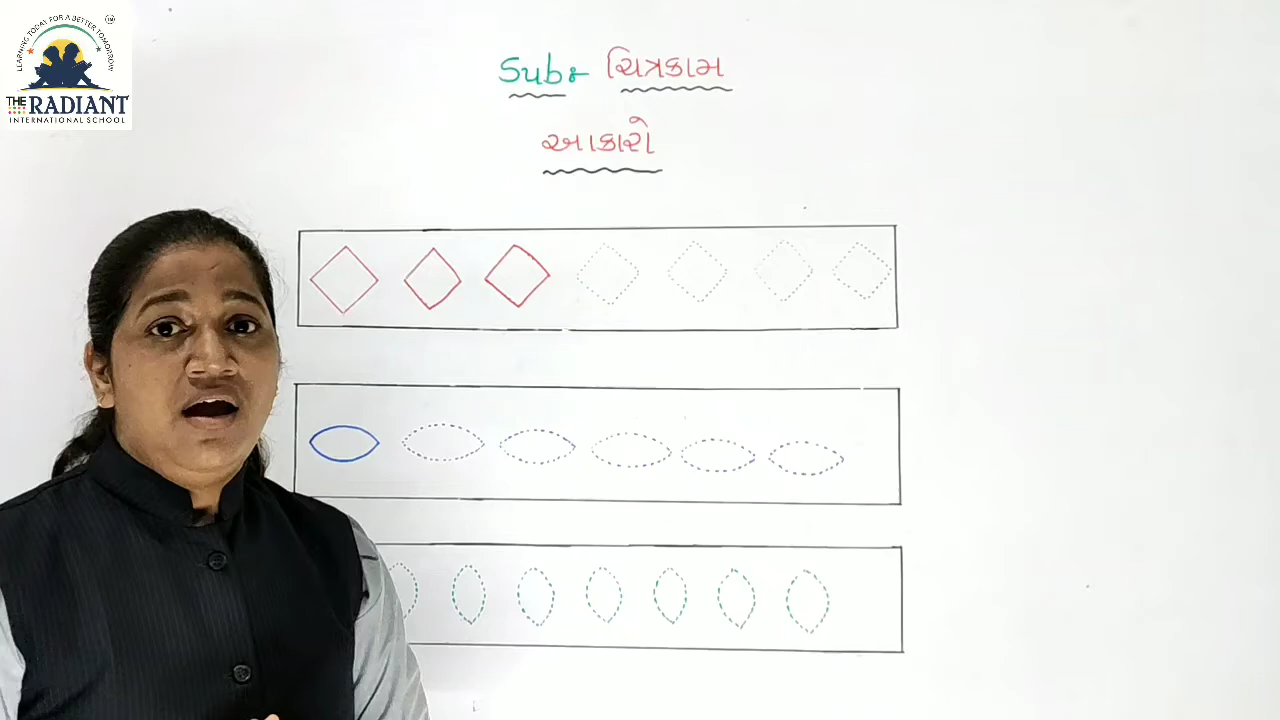 LEARNING TODAY FOR A BETTER TOMORROW
THE RADIANT
INTERNATIONAL SCHOOL
Sub:- ચિત્રકામ
આકારો